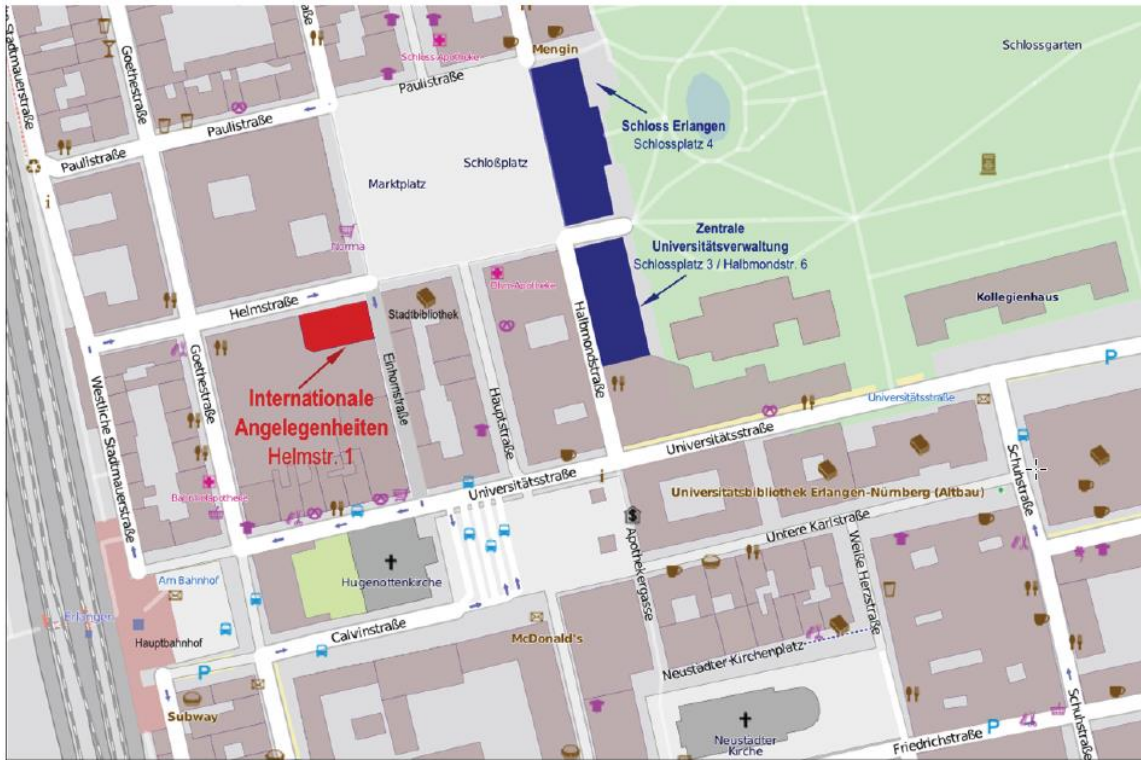 Westliche Stadtmauerstraße
Goethestraße
Schloss Apotheke
Mengin
Schlossgarten
Paulistraße
Paulistraße
Paulistraße
Schloss Erlangen
Schlossplatz 4
Schloßplatz
Marktplatz
Norma
Zentrale
Universitätsverwaltung
Schlossplatz 3 / Halbmondstr. 6
Kollegienhaus
Helmstraße
Stadtbibliothek
Goethestraße
Westliche Stadtmauerstraße
Halbmondstraße
Hauptstraße
Internationale
Angelegenheiten
Helmstr. 1
P
Universitätsstraße
Universitätsstraße
Universitätsstraße
Schuhstraße
Universitätsbibliothek Erlangen-Nürnberg (Altbau)
Untere Karlstraße
$
Apothekergasse
Weiße Herzstraße
Hugenottenkirche
Am Bahnhof
Erlangen
Hauptbahnhof
Calvinstraße
McDonald's
Neustädter Kirchenplatz
P
Subway
Schuhstraße
Neustädter
Kirche
Friedrichstraße
P